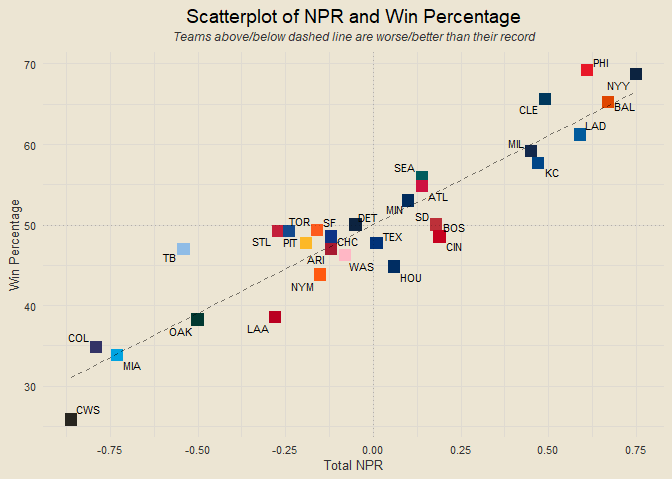 Scatterplot of NPR and Win Percentage
Teams above/below dashed line are worse/better than their record
70
60
50
40
30
Win Percentage
PHI
NYY
CLE
BAL
LAD
MIL
KC
SEA
ATL
MIN
SD
BOS
CIN
TOR
SF
DET
STL
PIT
CHC
TEX
TB
ARI
WAS
HOU
NYM
LAA
OAK
COL
MIA
CWS
-0.75
-0.50
-0.25
0.00
0.25
0.50
0.75
Total NPR